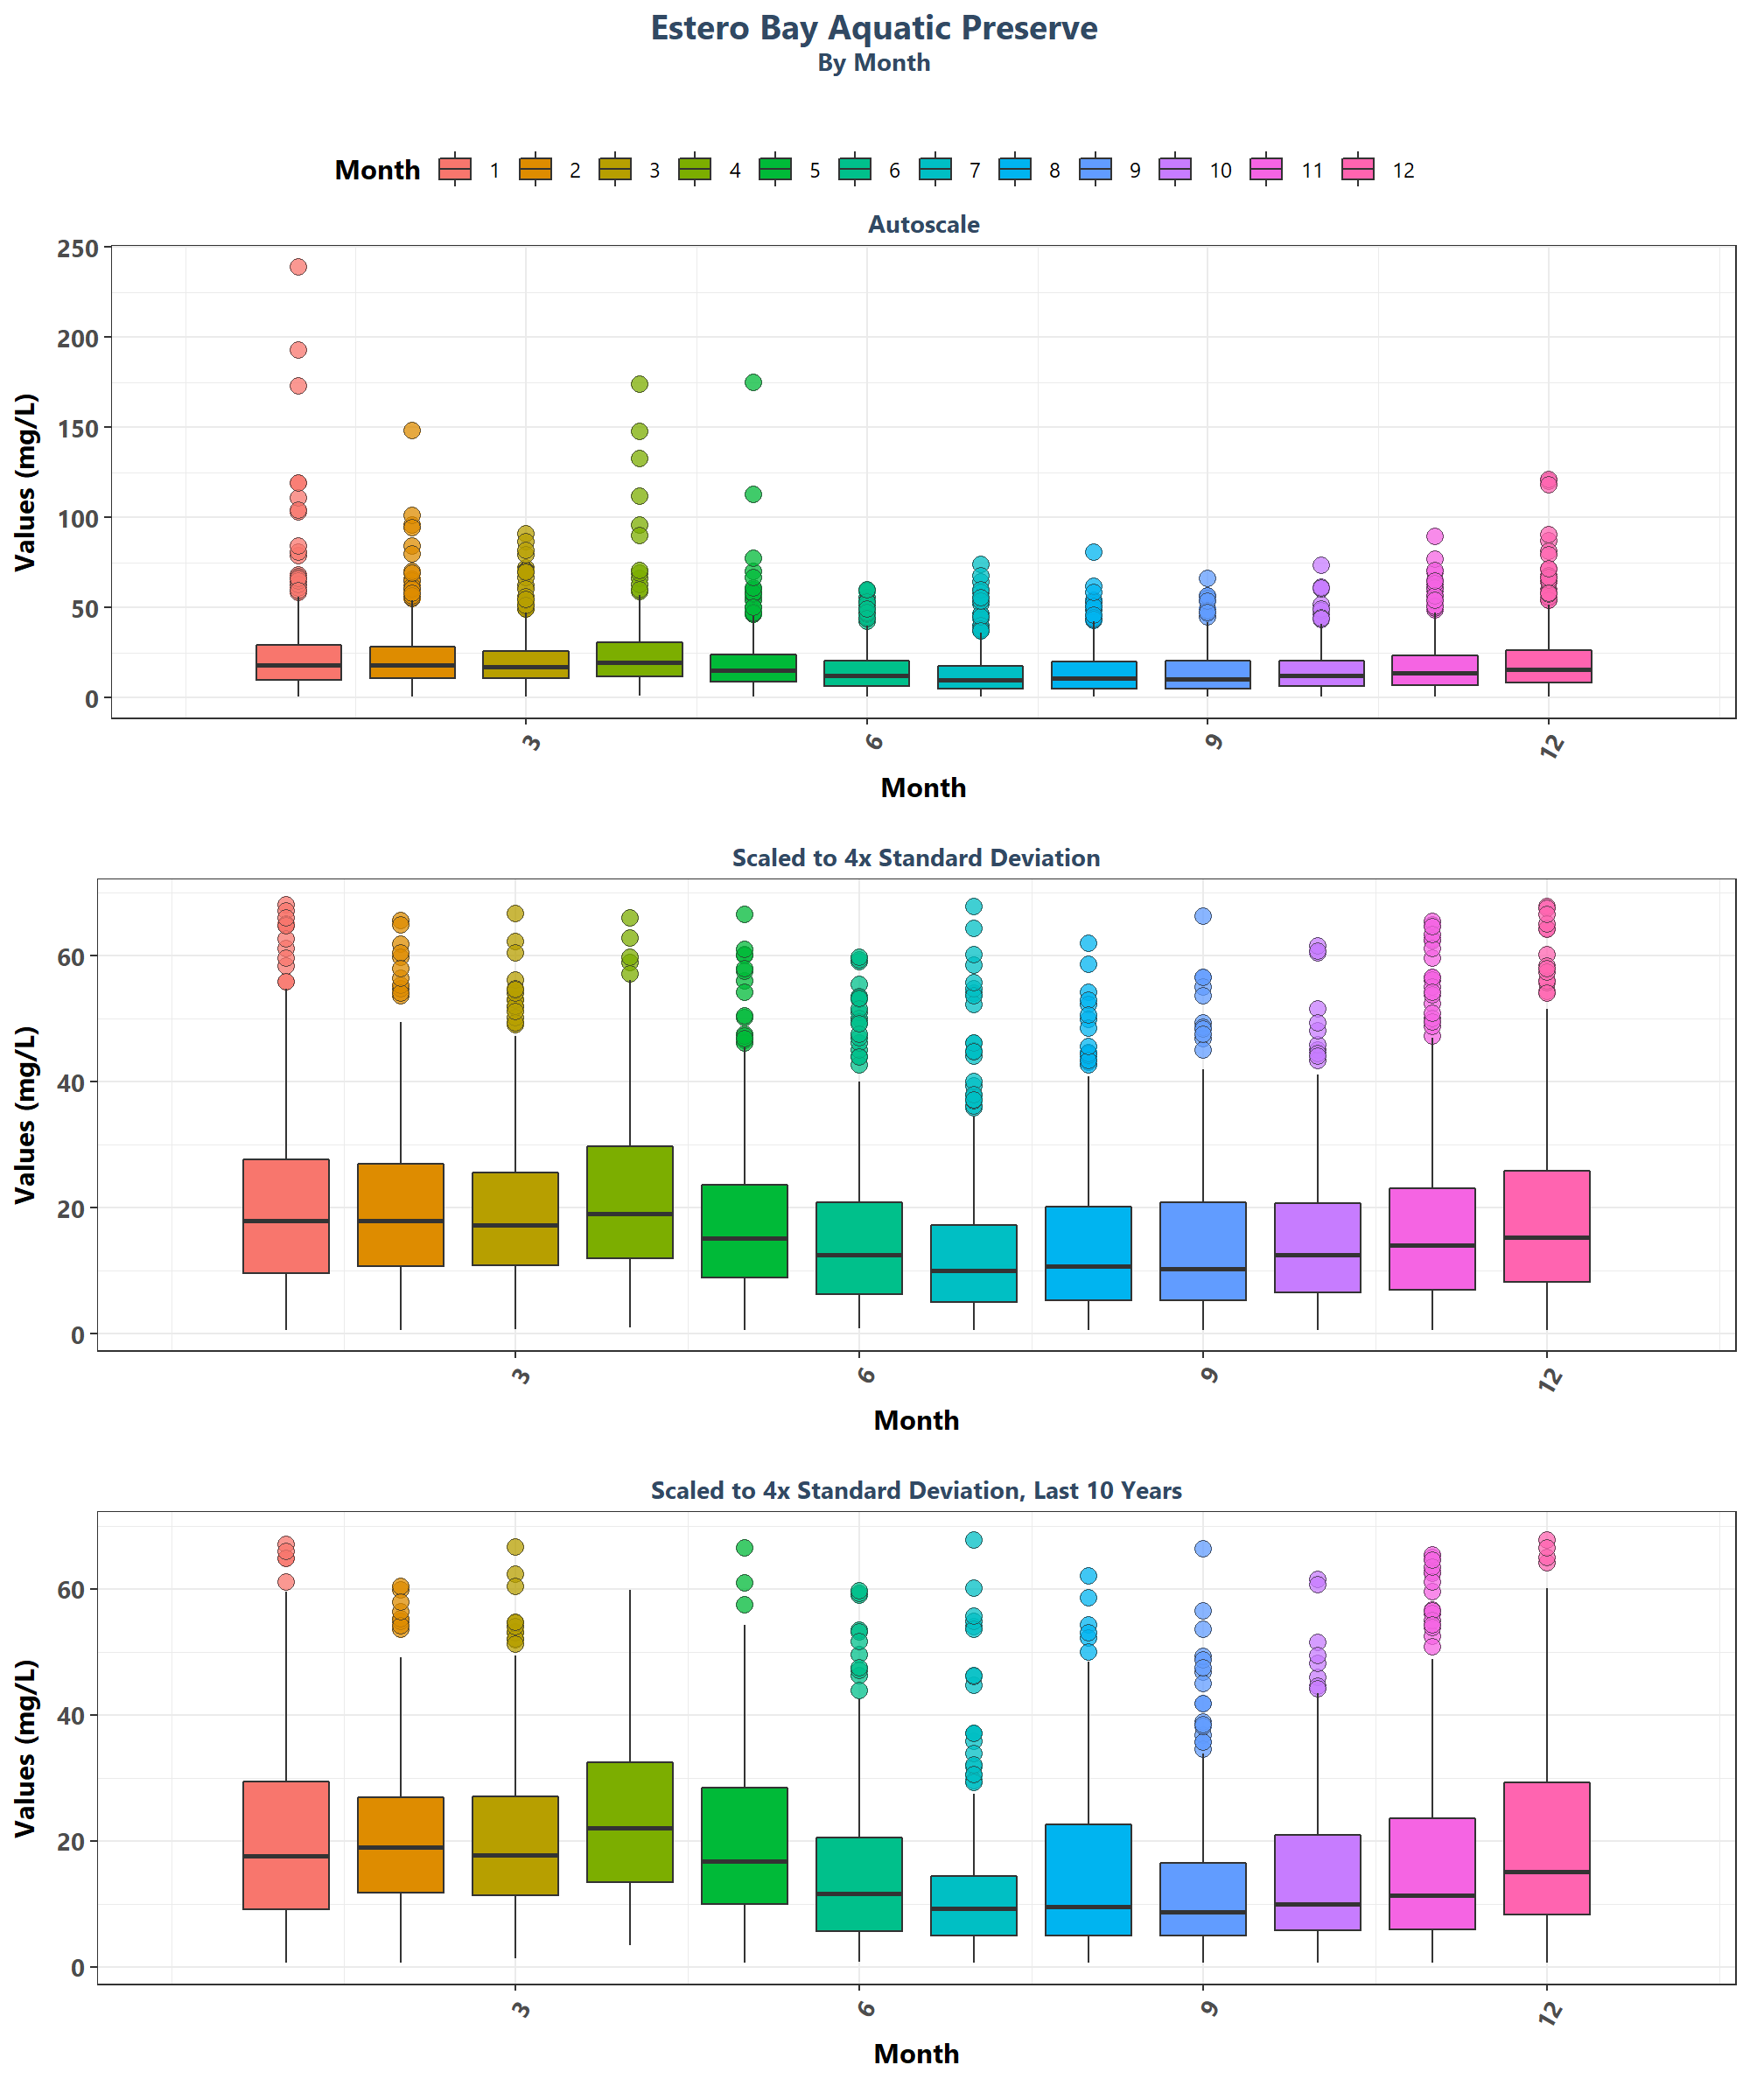 Estero Bay Aquatic Preserve
By Month
Month 1 2 3 4 5 6 7 8 9 10 11 12
Autoscale
Values (mg/L)
250
200
150
100
50
0
3 6 9 12
Month
Scaled to 4x Standard Deviation
Values (mg/L)
60
40
20
0
3 6 9 12
Month
Scaled to 4x Standard Deviation, Last 10 Years
Values (mg/L)
60
40
20
0
3 6 9 12
Month